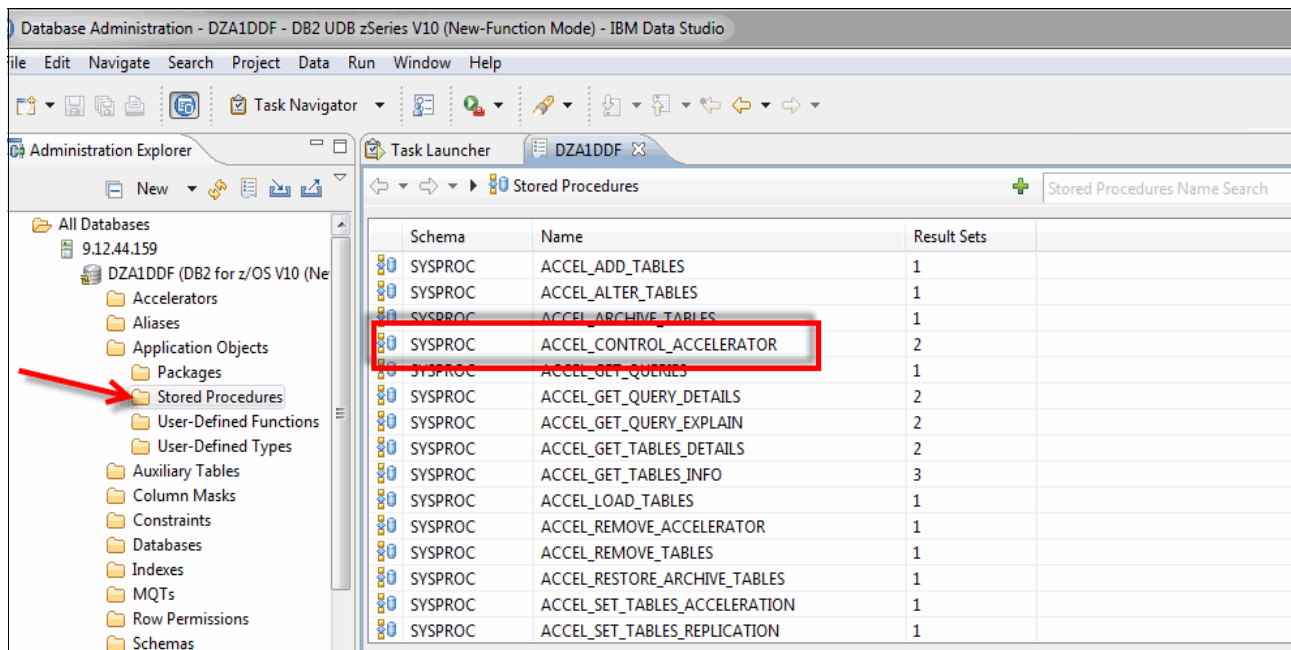 Database Administration - DZA1DDF - DB2 UDB zSeries V10 (New-Function Mode) - IBM Data Studio
File Edit Navigate Search Project Data Run Window Help
Task Navigator
Administration Explorer
Task Launcher
DZA1DDF
New
Stored Procedures
Stored Procedures Name Search
All Databases
9.12.44.159
DZA1DDF (DB2 for z/OS V10 (Ne
Accelerators
Aliases
Application Objects
Packages
Stored Procedures
User-Defined Functions
User-Defined Types
Auxiliary Tables
Column Masks
Constraints
Databases
Indexes
MQTs
Row Permissions
Schemas
Schema Name Result Sets
SYSPROC ACCEL_ADD_TABLES 1
SYSPROC ACCEL_ALTER_TABLES 1
SYSPROC ACCEL_ARCHIVE_TABLES 1
SYSPROC ACCEL_CONTROL_ACCELERATOR 2
SYSPROC ACCEL_GET_QUERIES 1
SYSPROC ACCEL_GET_QUERY_DETAILS 2
SYSPROC ACCEL_GET_QUERY_EXPLAIN 2
SYSPROC ACCEL_GET_TABLES_DETAILS 2
SYSPROC ACCEL_GET_TABLES_INFO 3
SYSPROC ACCEL_LOAD_TABLES 1
SYSPROC ACCEL_REMOVE_ACCELERATOR 1
SYSPROC ACCEL_REMOVE_TABLES 1
SYSPROC ACCEL_RESTORE_ARCHIVE_TABLES 1
SYSPROC ACCEL_SET_TABLES_ACCELERATION 1
SYSPROC ACCEL_SET_TABLES_REPLICATION 1